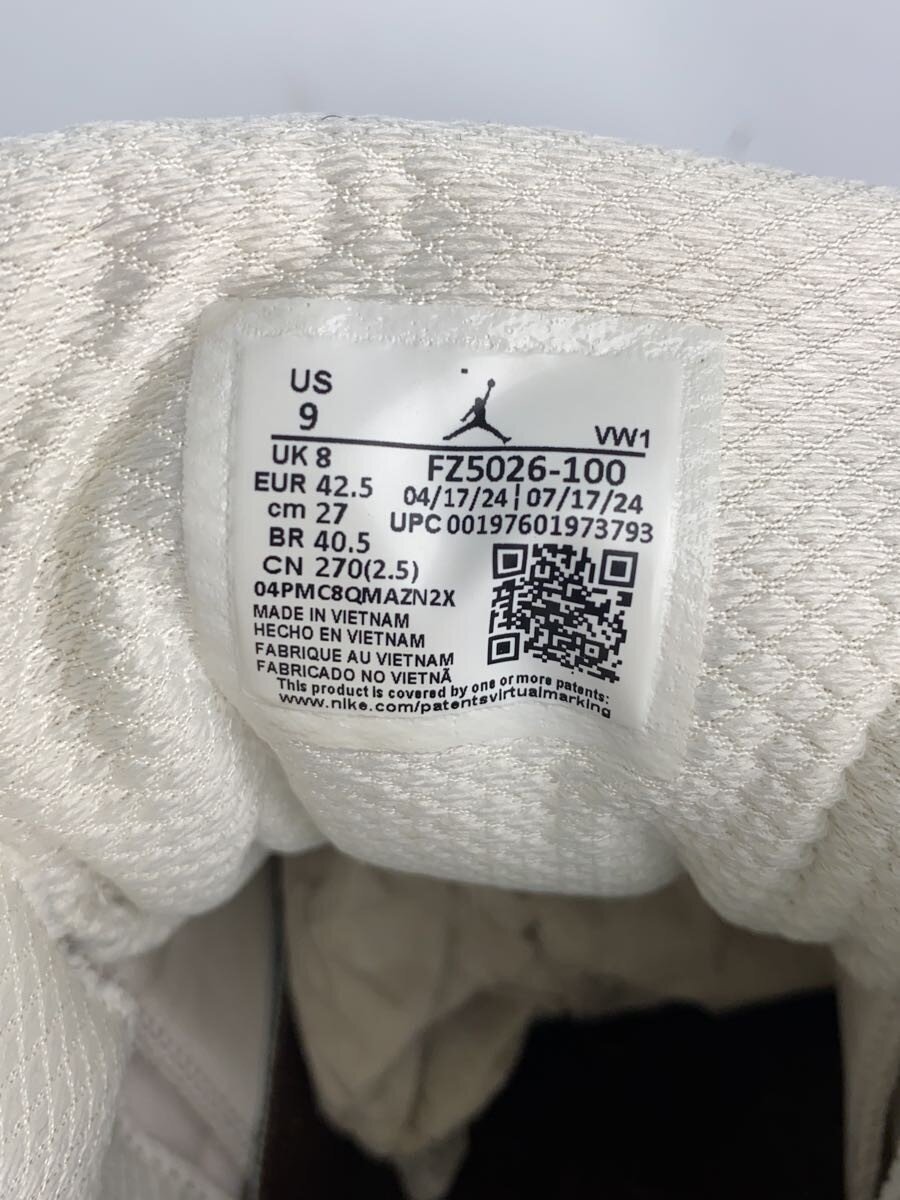 US
9
VW1
UK 8
FZ5026-100
EUR 42.5
04/17/24 | 07/17/24
cm 27
UPC 00197601973793
BR 40.5
CN 270(2.5)
04PMC8QMAZN2X
MADE IN VIETNAM
HECHO EN VIETNAM
FABRIQUE AU VIETNAM
FABRICADO NO VIETNÃ
This product is covered by one or more patents:
www.nike.com/patentsvirtualmarking